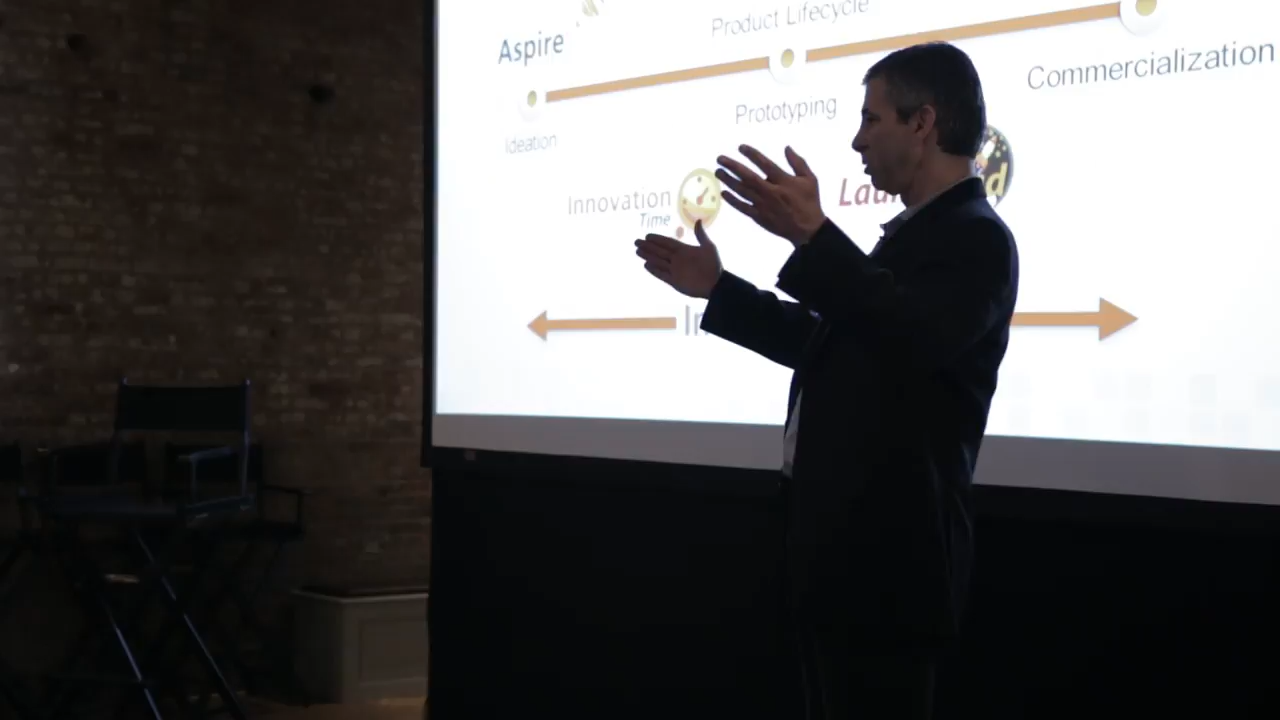 Product Lifecycle
Aspire
Commercialization
Prototyping
Ideation
Innovation
Time